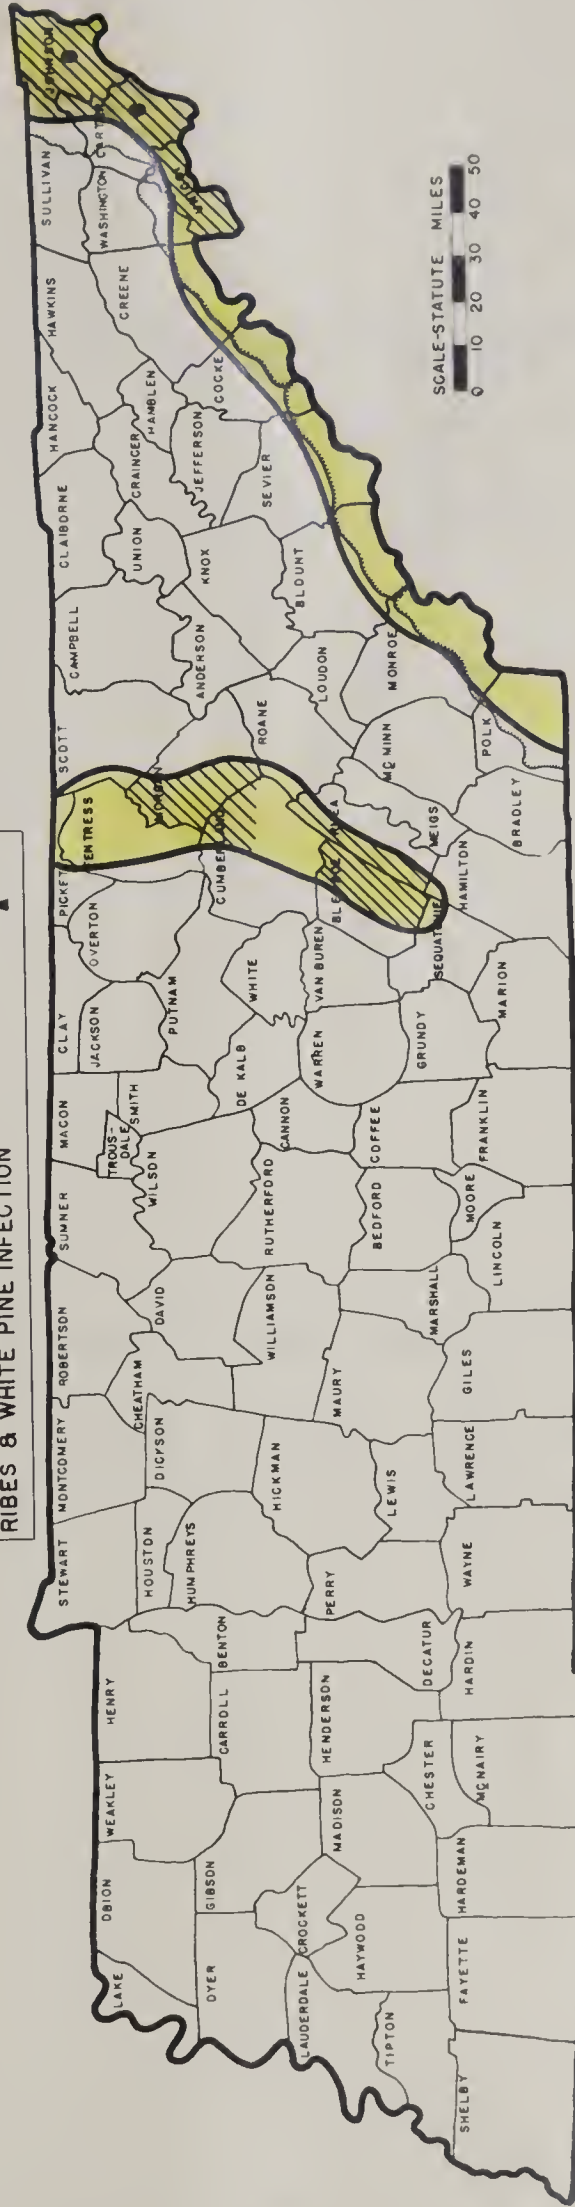 RIBES & WHITE PINE INFECTION
LAKE
OBION
WEAKLEY
HENRY
STEWART
MONTGOMERY
ROBERTSON
SUMNER
MACON
CLAY
PICKET
FENTRESS
SCOTT
CAMPBELL
CLAIBORNE
HANCOCK
HAWKINS
SULLIVAN
JOHNSON
CARTER
WASHINGTON
GREENE
HAMBLEN
GRAINGER
UNION
ANDERSON
MORGAN
OVERTON
JACKSON
TROUS-
DALE
SMITH
PUTNAM
WILSON
DAVID
CHEATHAM
DICKSON
HOUSTON
HUMPHREYS
BENTON
CARROLL
GIBSON
DYER
LAUDERDALE
CROCKETT
HAYWOOD
MADISON
HENDERSON
DECATUR
PERRY
HICKMAN
LEWIS
MAURY
WILLIAMSON
RUTHERFORD
CANNON
DE KALB
WHITE
VAN BUREN
WARREN
CUMBERLAND
ROANE
KNOX
JEFFERSON
COCKE
SEVIER
BLOUNT
LOUDON
MONROE
MCMINN
RHEA
MEIGS
POLK
BRADLEY
HAMILTON
SEQUATCHIE
MARION
GRUNDY
COFFEE
FRANKLIN
MOORE
BEDFORD
LINCOLN
MARSHALL
GILES
LAWRENCE
WAYNE
HARDIN
MCNAIRY
CHESTER
HARDEMAN
FAYETTE
TIPTON
SHELBY
SCALE-STATUTE MILES
0 10 20 30 40 50